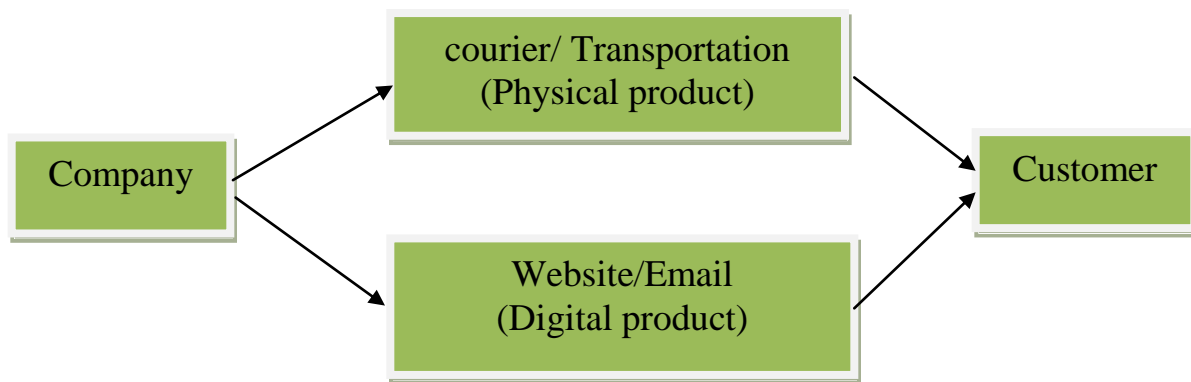 courier/ Transportation
(Physical product)
Company
Customer
Website/Email
(Digital product)